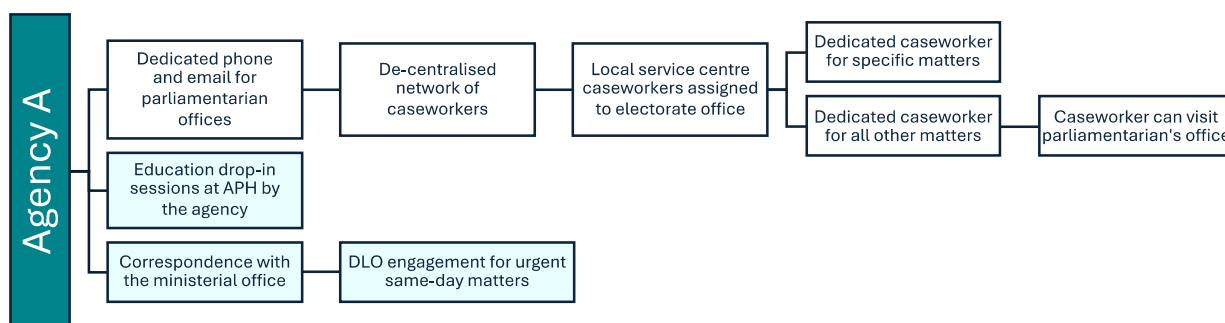 Agency A
Dedicated phone
and email for
parliamentarian
offices
De-centralised
network of
caseworkers
Local service centre
caseworkers assigned
to electorate office
Dedicated caseworker
for specific matters
Dedicated caseworker
for all other matters
Caseworker can visit
parliamentarian's office
Education drop-in
sessions at APH by
the agency
Correspondence with
the ministerial office
DLO engagement for urgent
same-day matters